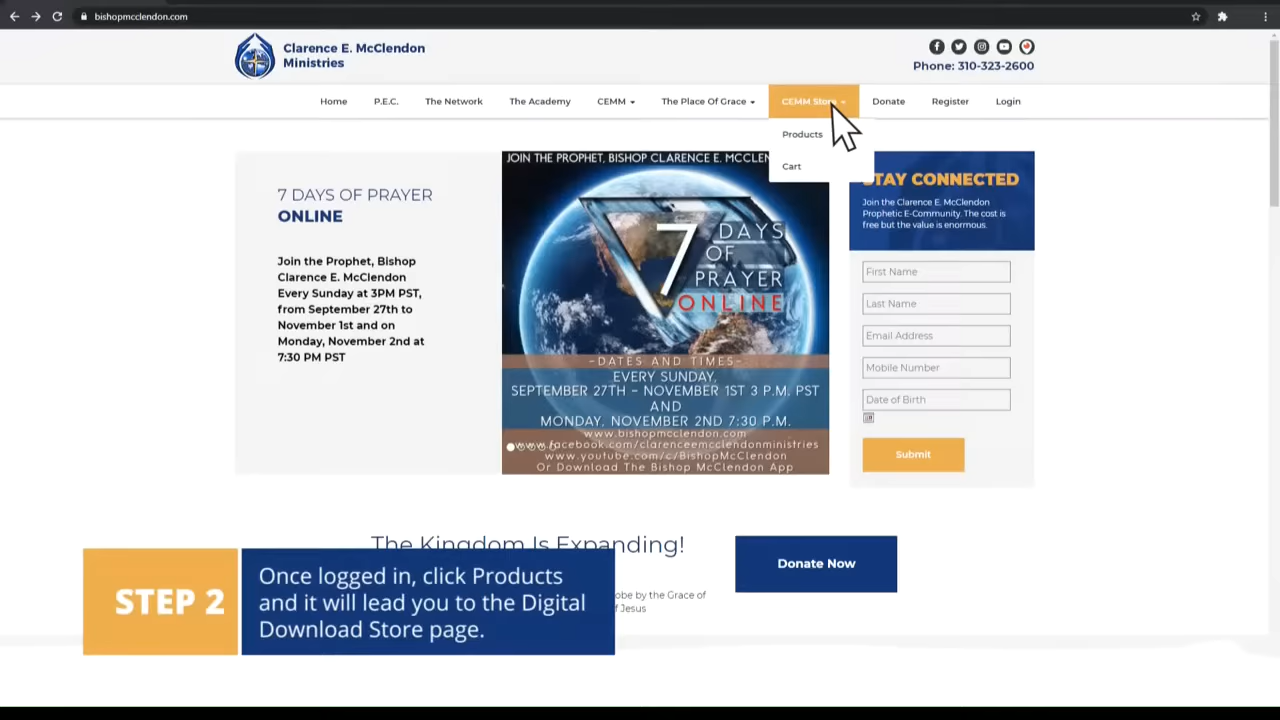 bishopmcclendon.com
Clarence E. McClendon
Ministries
Phone: 310-323-2600
Home P.E.C. The Network The Academy CEMM The Place Of Grace CEMM Store Donate Register Login
Products
Cart
7 DAYS OF PRAYER
ONLINE
Join the Prophet, Bishop
Clarence E. McClendon
Every Sunday at 3PM PST,
from September 27th to
November 1st and on
Monday, November 2nd at
7:30 PM PST
JOIN THE PROPHET, BISHOP CLARENCE E. MCCLEN
7 DAYS
OF
PRAYER
ONLINE
-DATES AND TIMES-
EVERY SUNDAY,
SEPTEMBER 27TH - NOVEMBER 1ST 3 P.M. PST
AND
MONDAY, NOVEMBER 2ND 7:30 P.M.
www.bishopmcclendon.com
www.facebook.com/clarenceemcclendonministries
www.youtube.com/c/BishopMcClendon
Or Download The Bishop McClendon App
STAY CONNECTED
Join the Clarence E. McClendon
Prophetic E-Community. The cost is
free but the value is enormous.
First Name
Last Name
Email Address
Mobile Number
Date of Birth
Submit
The Kingdom Is Expanding!
obe by the Grace of
f Jesus
Donate Now
STEP 2
Once logged in, click Products
and it will lead you to the Digital
Download Store page.